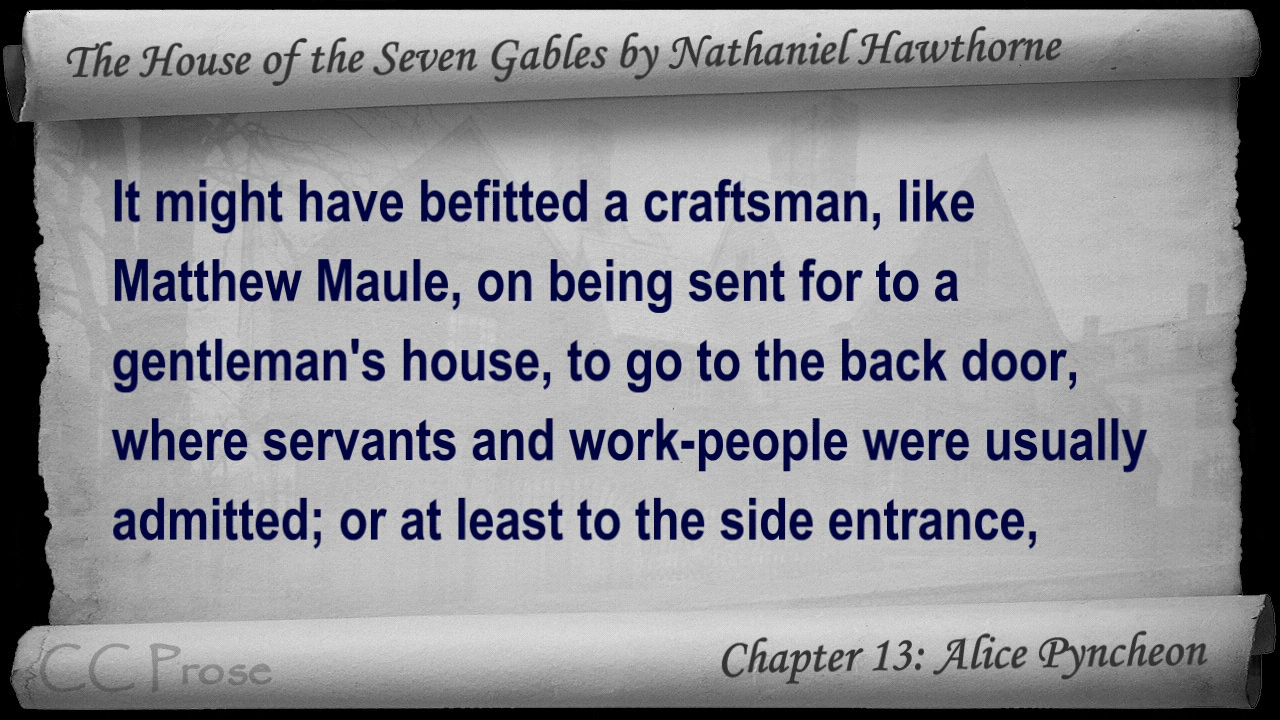 The House of the Seven Gables by Nathaniel Hawthorne
It might have befitted a craftsman, like
Matthew Maule, on being sent for to a
gentleman's house, to go to the back door,
where servants and work-people were usually
admitted; or at least to the side entrance,
CC Prose
Chapter 13: Alice Pyncheon